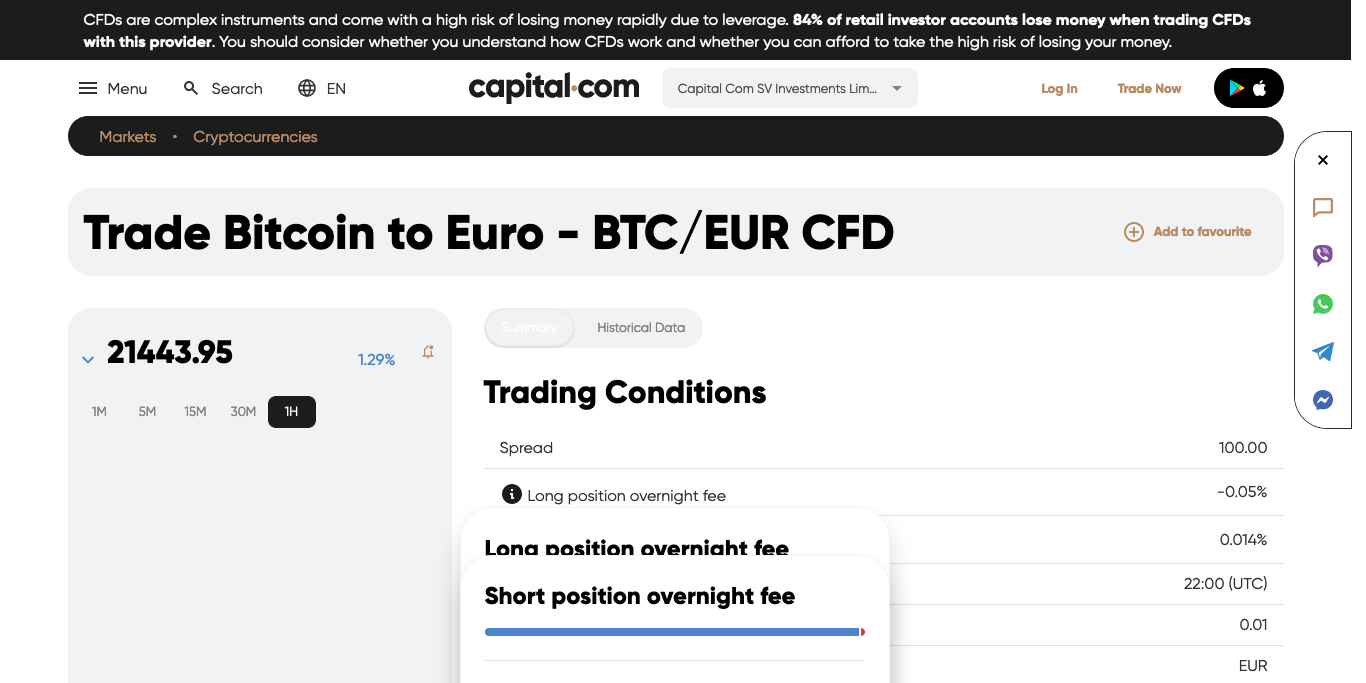 CFDs are complex instruments and come with a high risk of losing money rapidly due to leverage. 84% of retail investor accounts lose money when trading CFDs
with this provider. You should consider whether you understand how CFDs work and whether you can afford to take the high risk of losing your money.
Menu Search EN capital.com Capital Com SV Investments Lim... Log In Trade Now
Markets • Cryptocurrencies
Trade Bitcoin to Euro - BTC/EUR CFD Add to favourite
21443.95 1.29%
1M 5M 15M 30M 1H
Summary Historical Data
Trading Conditions
Spread 100.00
Long position overnight fee -0.05%
Long position overnight fee
0.014%
22:00 (UTC)
Short position overnight fee
0.01
EUR